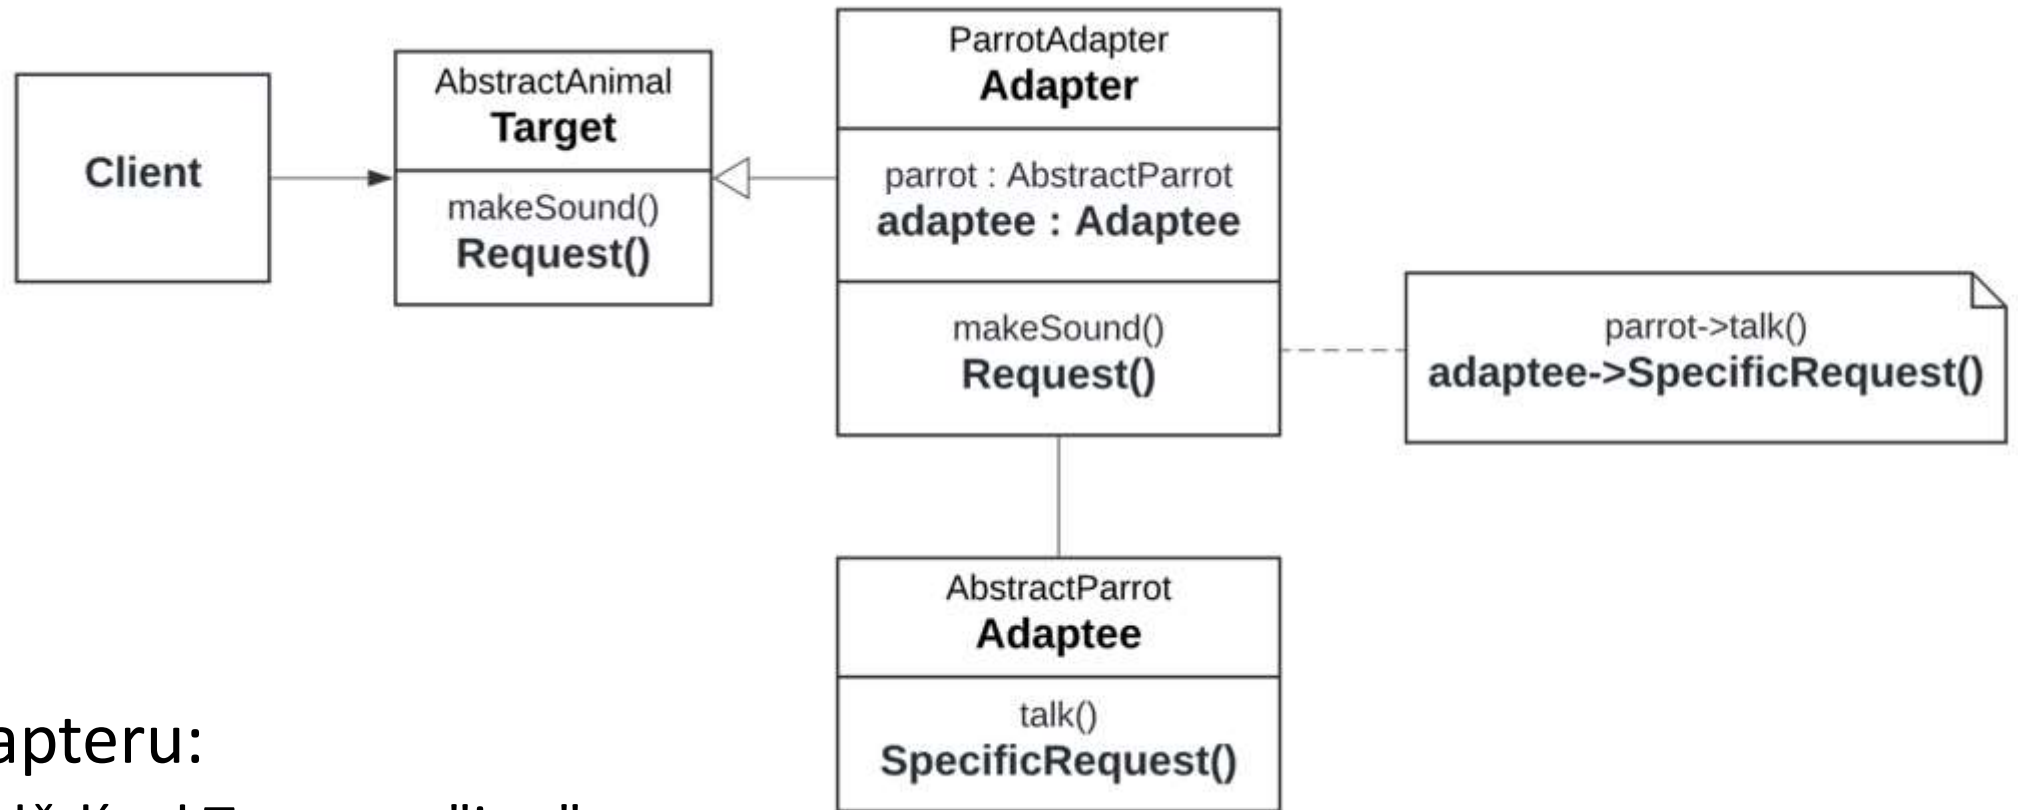 Client
AbstractAnimal
Target
makeSound()
Request()
ParrotAdapter
Adapter
parrot : AbstractParrot
adaptee : Adaptee
makeSound()
Request()
parrot->talk()
adaptee->SpecificRequest()
AbstractParrot
Adaptee
talk()
SpecificRequest()
apteru: